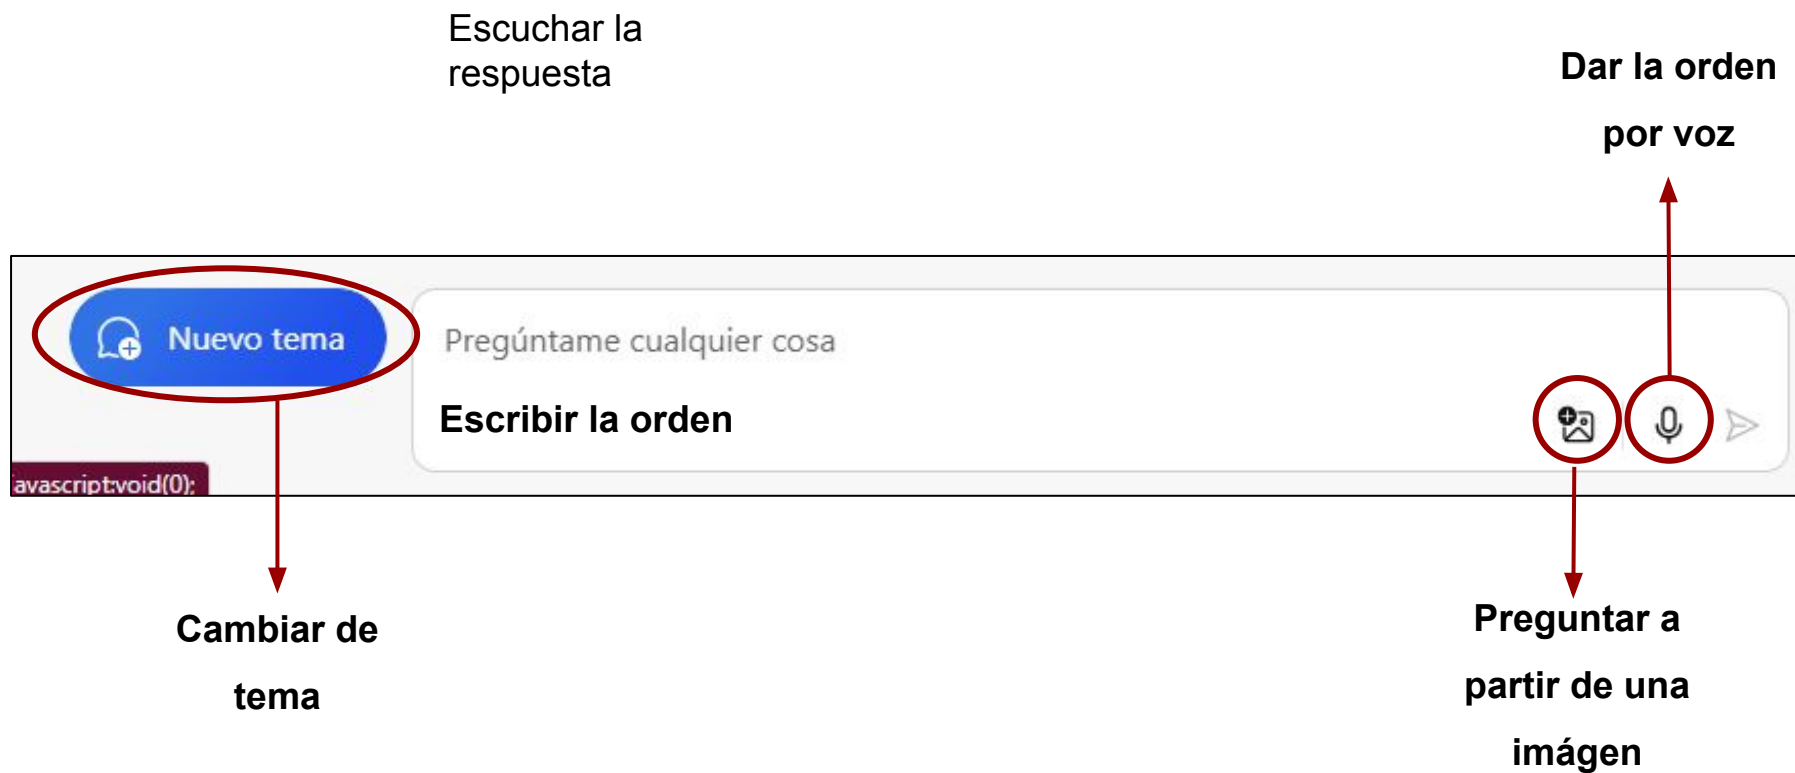 Escuchar la
respuesta
Dar la orden
por voz
Nuevo tema
Pregúntame cualquier cosa
Escribir la orden
avascript:void(0);
Cambiar de
tema
Preguntar a
partir de una
imágen